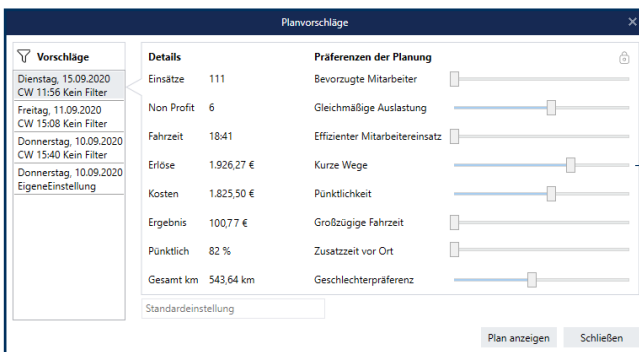 Planvorschläge
Vorschläge
Dienstag, 15.09.2020
CW 11:56 Kein Filter
Freitag, 11.09.2020
CW 15:08 Kein Filter
Donnerstag, 10.09.2020
CW 15:40 Kein Filter
Donnerstag, 10.09.2020
EigeneEinstellung
Details
Einsätze 111
Non Profit 6
Fahrzeit 18:41
Erlöse 1.926,27 €
Kosten 1.825,50 €
Ergebnis 100,77 €
Pünktlich 82 %
Gesamt km 543,64 km
Präferenzen der Planung
Bevorzugte Mitarbeiter
Gleichmäßige Auslastung
Effizienter Mitarbeitereinsatz
Kurze Wege
Pünktlichkeit
Großzügige Fahrzeit
Zusatzzeit vor Ort
Geschlechterpräferenz
Standardeinstellung
Plan anzeigen
Schließen